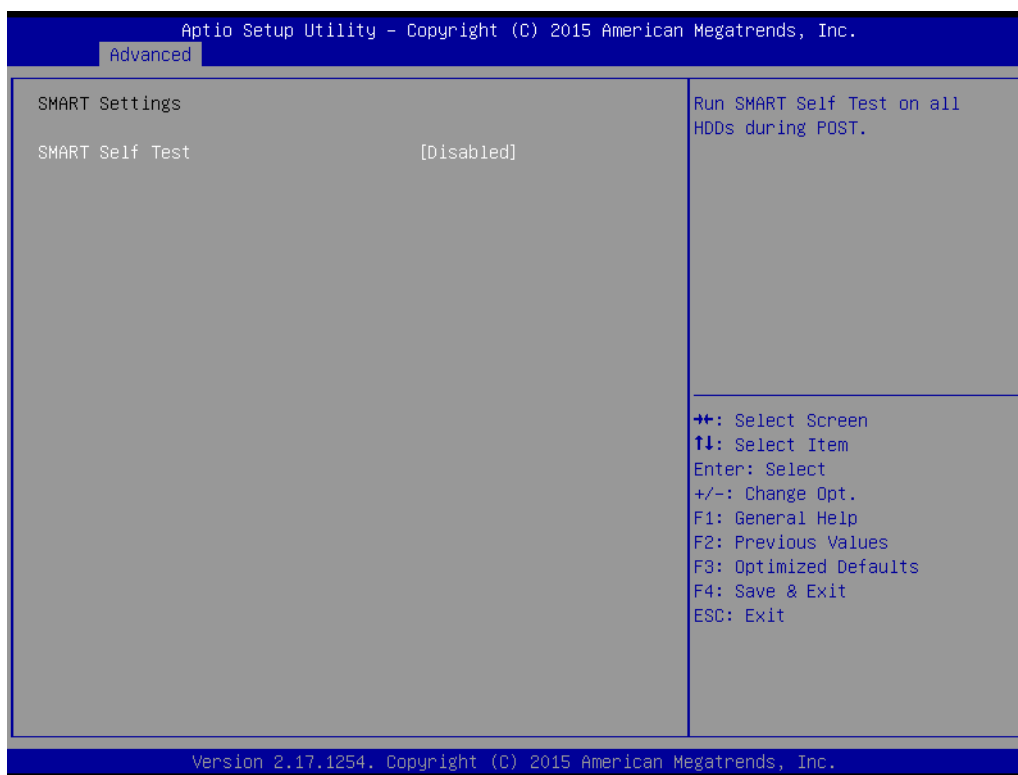 Aptio Setup Utility – Copyright (C) 2015 American Megatrends, Inc.
Advanced
SMART Settings
SMART Self Test [Disabled]
Run SMART Self Test on all
HDDs during POST.
→←: Select Screen
↑↓: Select Item
Enter: Select
+/-: Change Opt.
F1: General Help
F2: Previous Values
F3: Optimized Defaults
F4: Save & Exit
ESC: Exit
Version 2.17.1254. Copyright (C) 2015 American Megatrends, Inc.